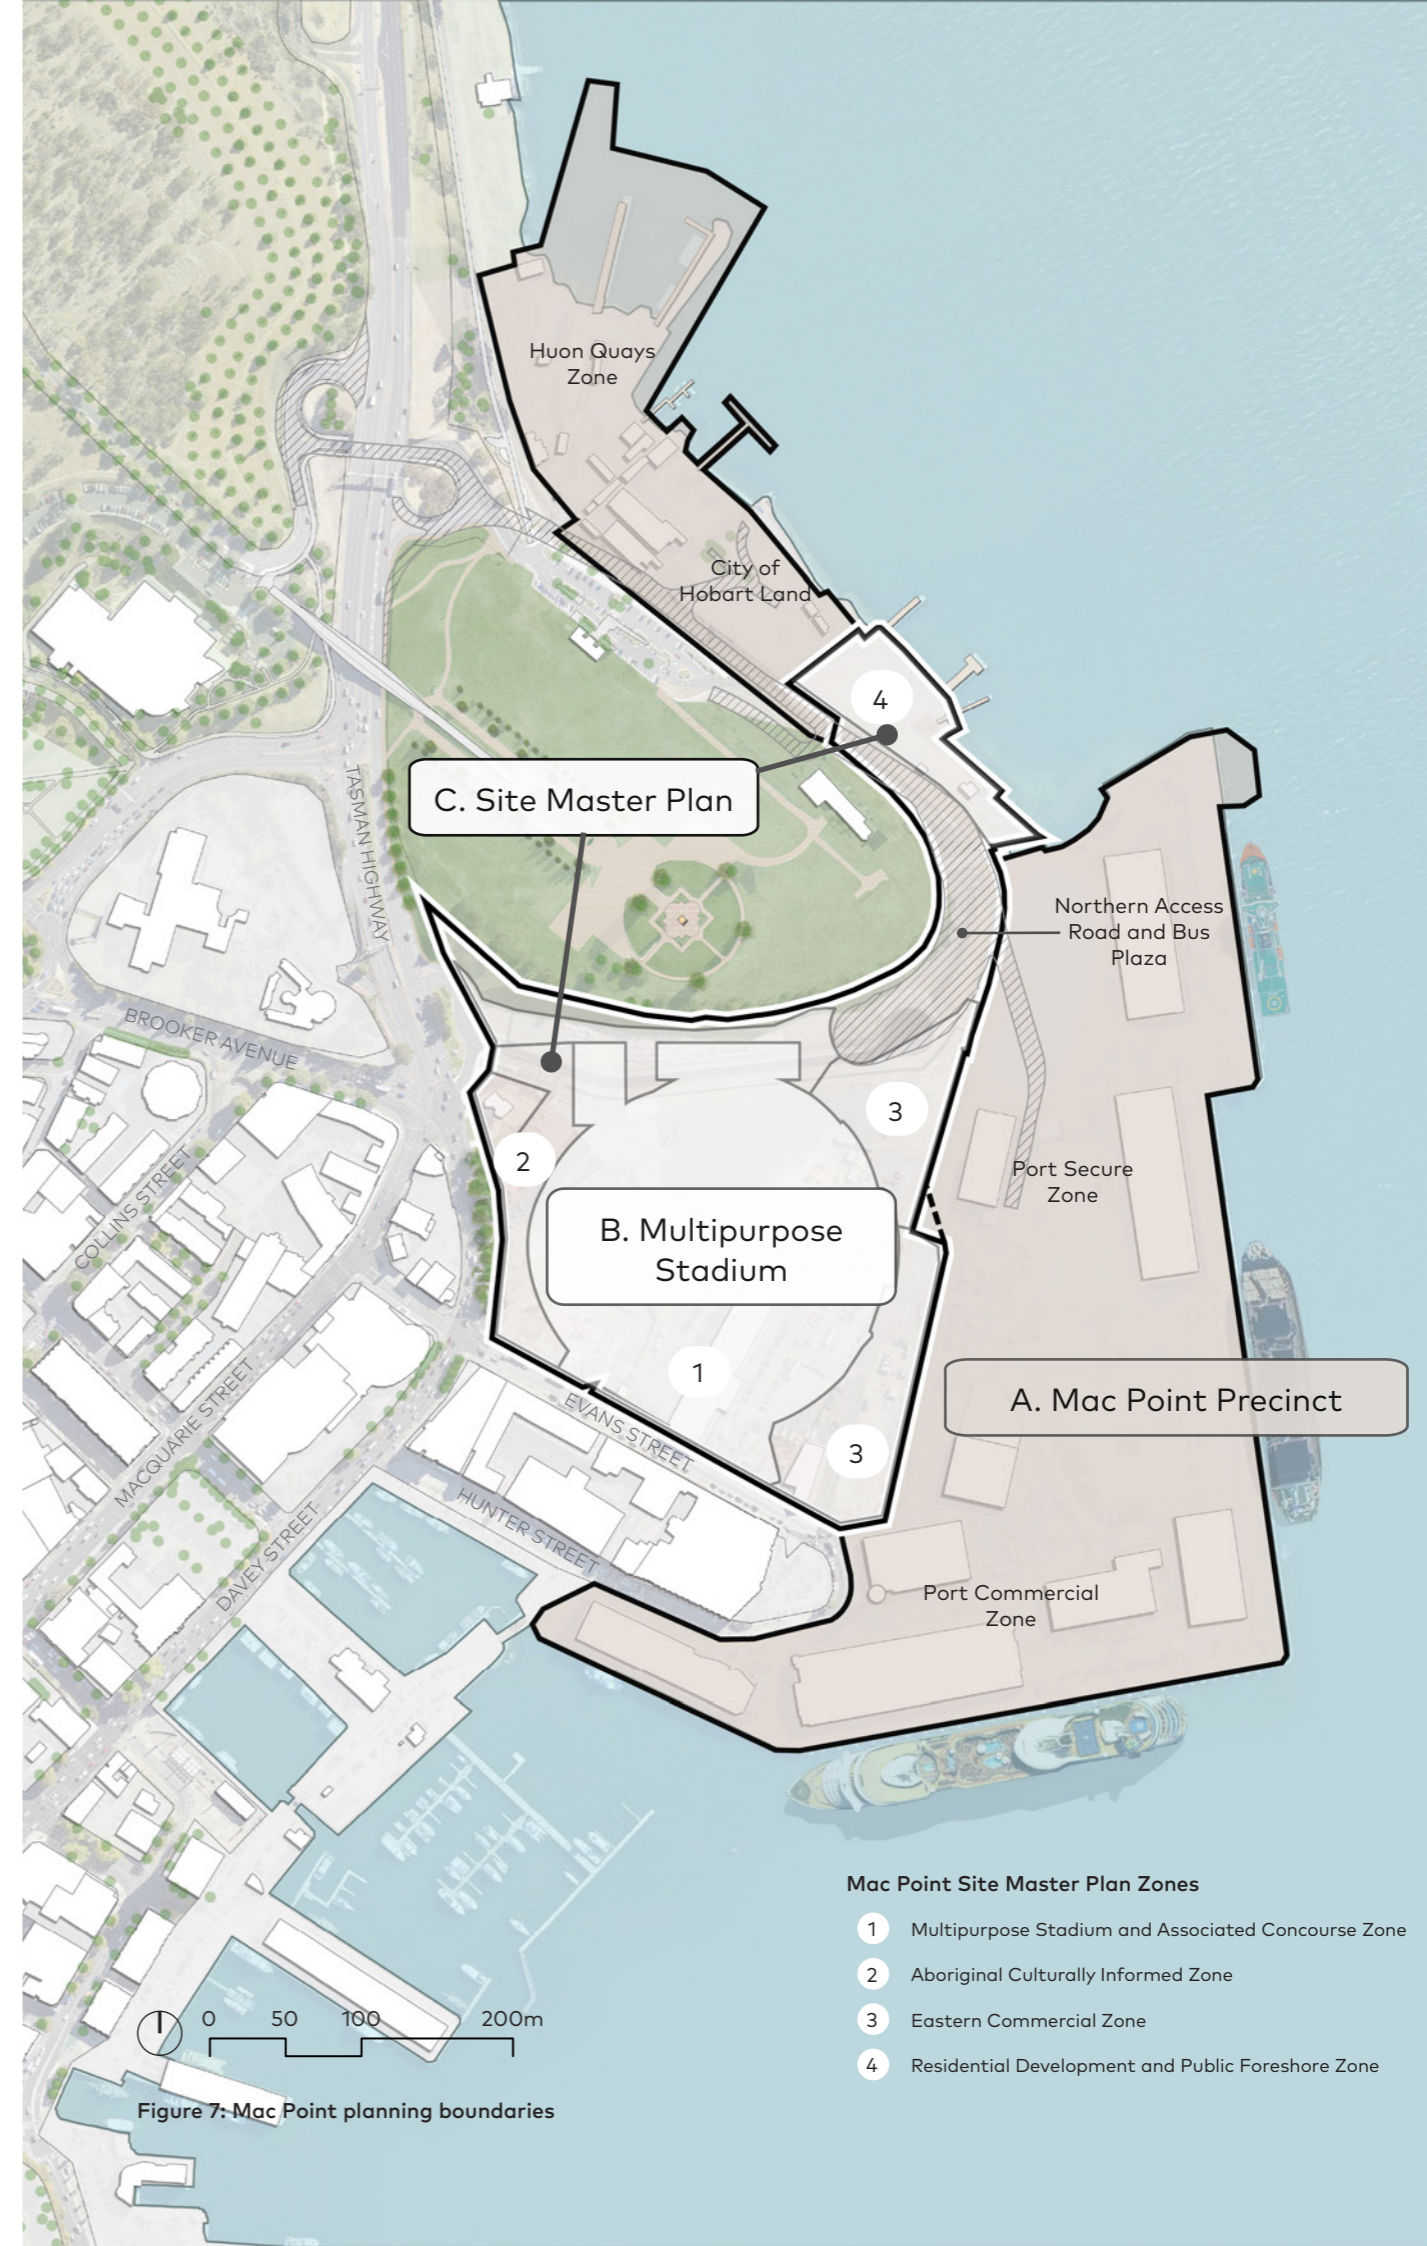 Huon Quays
Zone
City of
Hobart Land
4
C. Site Master Plan
TASMAN HIGHWAY
Northern Access
Road and Bus
Plaza
BROOKER AVENUE
3
2
Port Secure
Zone
COLLINS STREET
B. Multipurpose
Stadium
1
A. Mac Point Precinct
MACQUARIE STREET
EVANS STREET
3
HUNTER STREET
DAVEY STREET
Port Commercial
Zone
Mac Point Site Master Plan Zones
1 Multipurpose Stadium and Associated Concourse Zone
2 Aboriginal Culturally Informed Zone
3 Eastern Commercial Zone
4 Residential Development and Public Foreshore Zone
0 50 100 200m
Figure 7: Mac Point planning boundaries